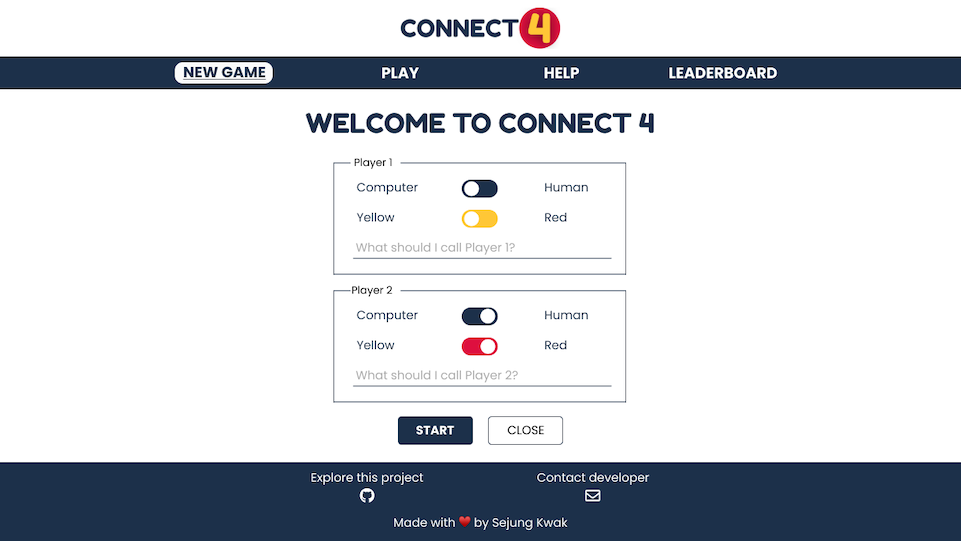 CONNECT 4
NEW GAME PLAY HELP LEADERBOARD
WELCOME TO CONNECT 4
Player 1
Computer Human
Yellow Red
What should I call Player 1?
Player 2
Computer Human
Yellow Red
What should I call Player 2?
START CLOSE
Explore this project Contact developer
Made with ❤️ by Sejung Kwak